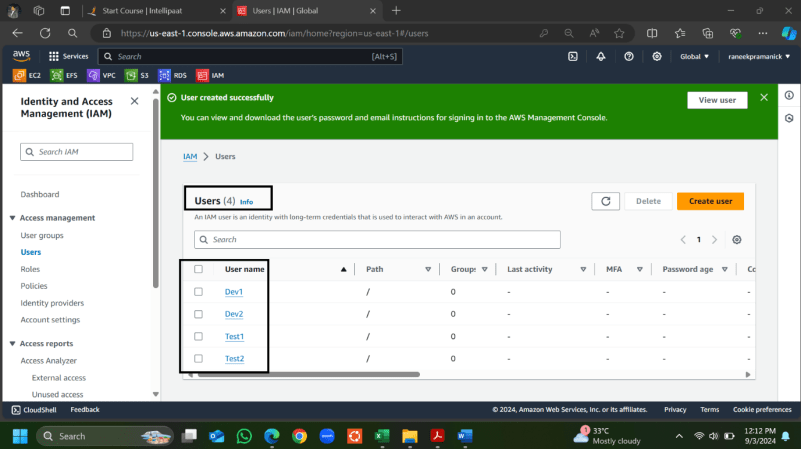 Start Course | Intellipaat
Users | IAM | Global
https://us-east-1.console.aws.amazon.com/iam/home?region=us-east-1#/users
aws
Services
Search
[Alt+S]
Global
raneekpramanick
EC2
EFS
VPC
S3
RDS
IAM
Identity and Access
Management (IAM)
Search IAM
Dashboard
Access management
User groups
Users
Roles
Policies
Identity providers
Account settings
Access reports
Access Analyzer
External access
Unused access
User created successfully
You can view and download the user's password and email instructions for signing in to the AWS Management Console.
View user
IAM > Users
Users (4) Info
Delete
Create user
An IAM user is an identity with long-term credentials that is used to interact with AWS in an account.
Search
1
User name Path Group: Last activity MFA Password age Co
Dev1 / 0 - - - -
Dev2 / 0 - - - -
Test1 / 0 - - - -
Test2 / 0 - - - -
CloudShell Feedback © 2024, Amazon Web Services, Inc. or its affiliates. Privacy Terms Cookie preferences
Search
1
33°C
Mostly cloudy
12:12 PM
9/3/2024